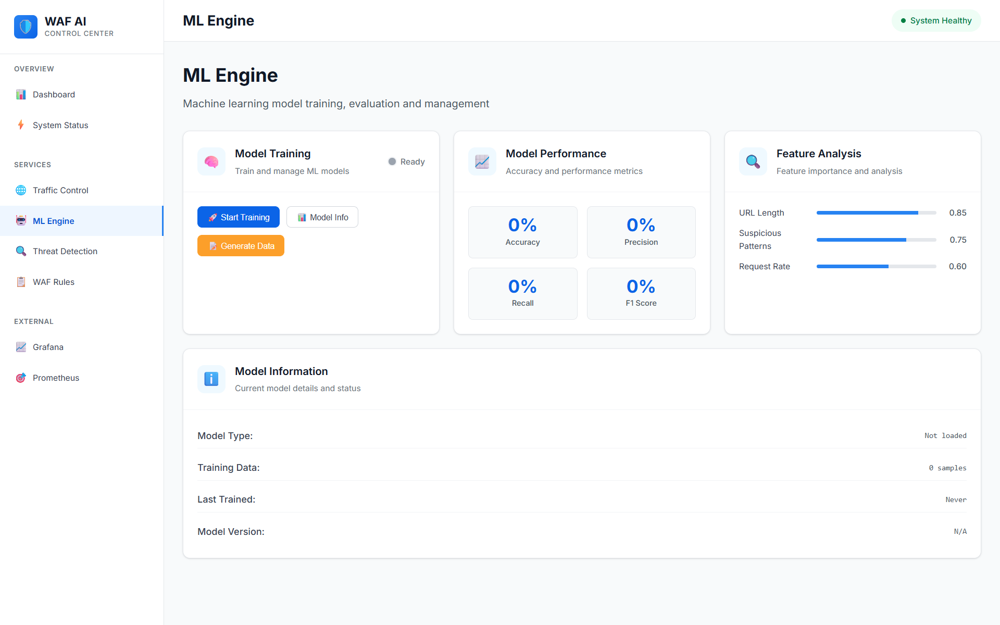 WAF AI
CONTROL CENTER
OVERVIEW
Dashboard
System Status
SERVICES
Traffic Control
ML Engine
Threat Detection
WAF Rules
EXTERNAL
Grafana
Prometheus
ML Engine
System Healthy
ML Engine
Machine learning model training, evaluation and management
Model Training
Train and manage ML models
Ready
Start Training
Model Info
Generate Data
Model Performance
Accuracy and performance metrics
0%
Accuracy
0%
Precision
0%
Recall
0%
F1 Score
Feature Analysis
Feature importance and analysis
URL Length
0.85
Suspicious
Patterns
0.75
Request Rate
0.60
Model Information
Current model details and status
Model Type:
Not loaded
Training Data:
0 samples
Last Trained:
Never
Model Version:
N/A